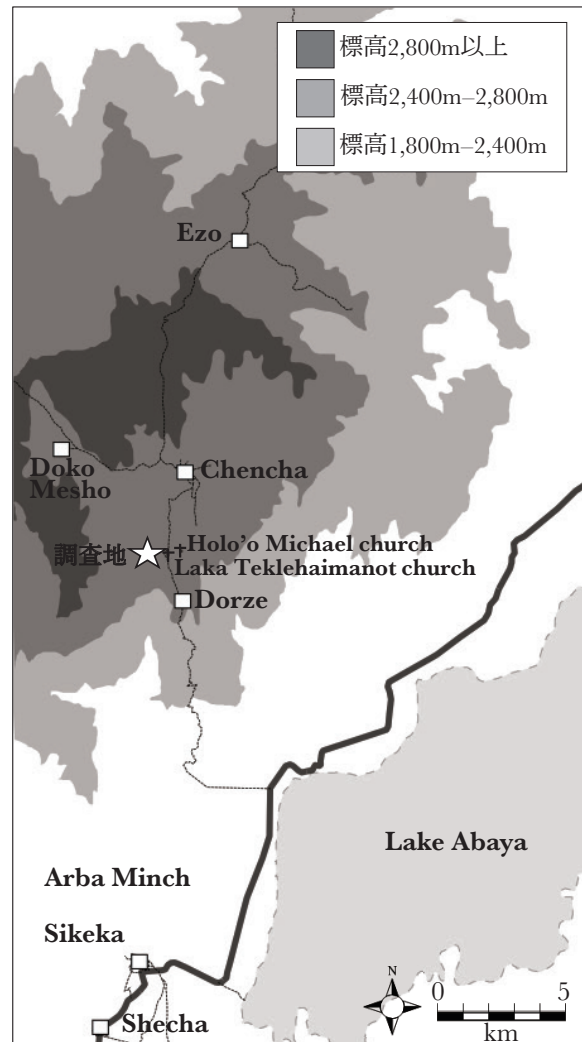 標高2,800m以上
標高2,400m–2,800m
標高1,800m–2,400m
Ezo
Doko
Mesho
Chencha
調査地
Holo’o Michael church
Laka Teklehaimanot church
Dorze
Lake Abaya
Arba Minch
Sikeka
Shecha
N
0 5
km